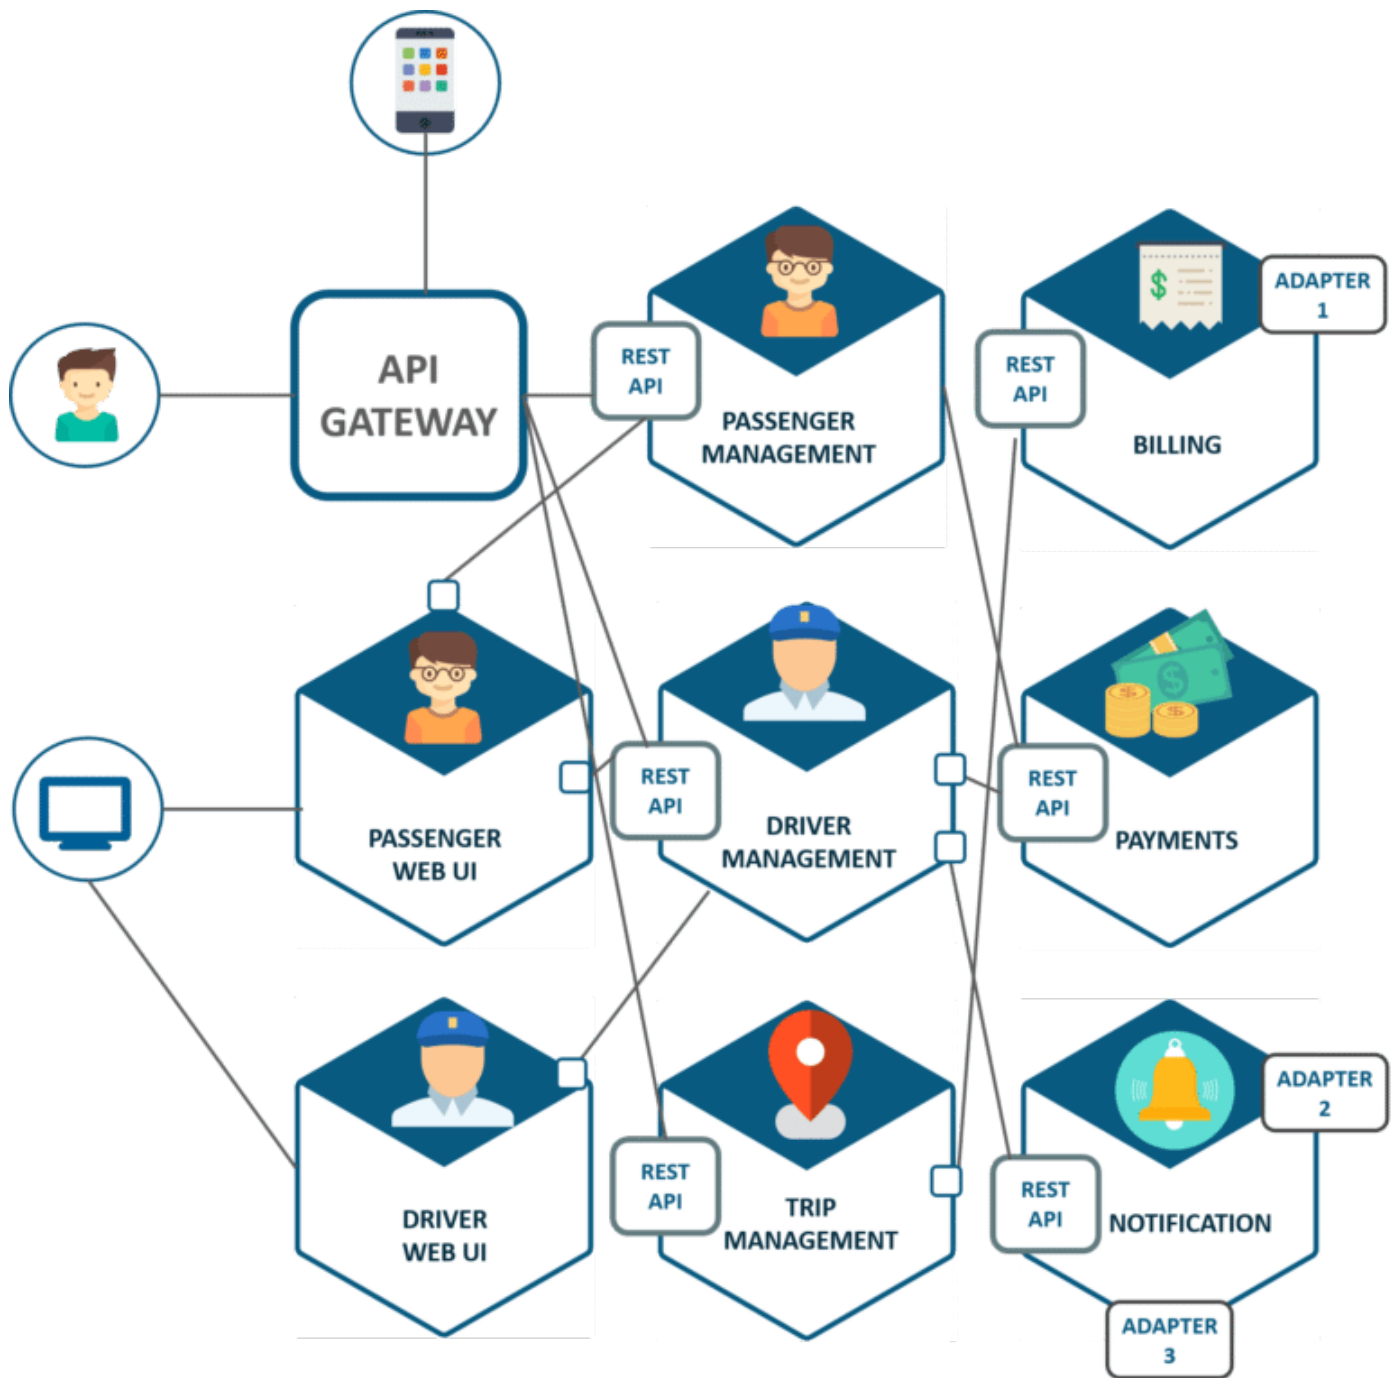 API
GATEWAY
REST
API
PASSENGER
MANAGEMENT
REST
API
BILLING
ADAPTER
1
PASSENGER
WEB UI
REST
API
DRIVER
MANAGEMENT
REST
API
PAYMENTS
DRIVER
WEB UI
REST
API
TRIP
MANAGEMENT
REST
API
NOTIFICATION
ADAPTER
2
ADAPTER
3